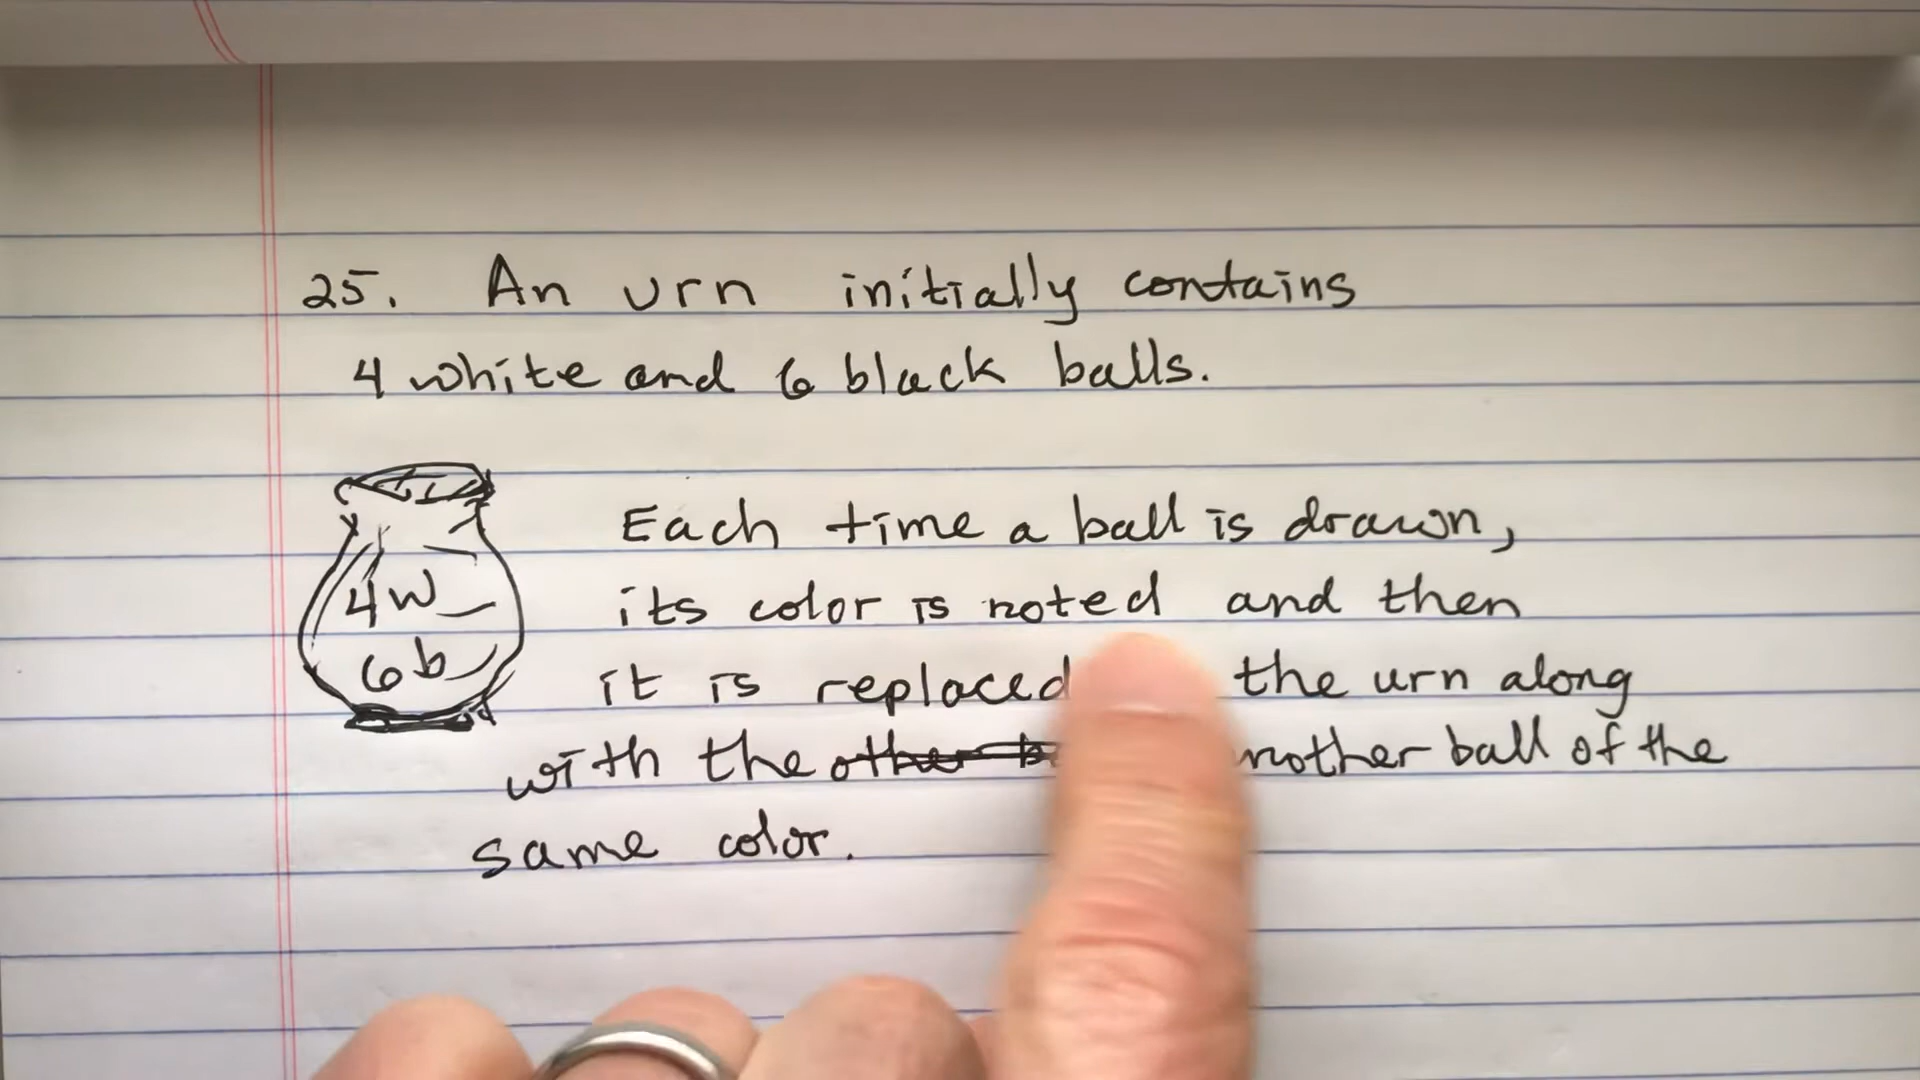 25. An urn initially contains
4 white and 6 black balls.
4W
6b
Each time a ball is drawn,
its color is noted and then
it is replaced the urn along
with the other ball of the
same color.